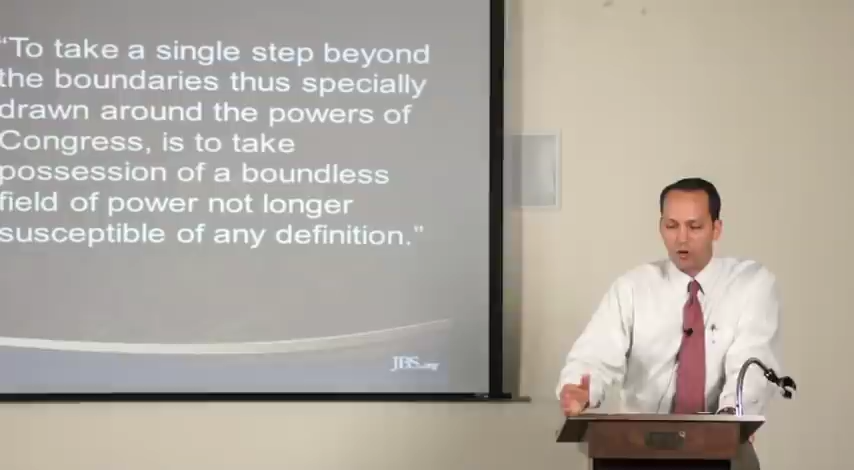 “To take a single step beyond
the boundaries thus specially
drawn around the powers of
Congress, is to take
possession of a boundless
field of power not longer
susceptible of any definition."
JBS.org